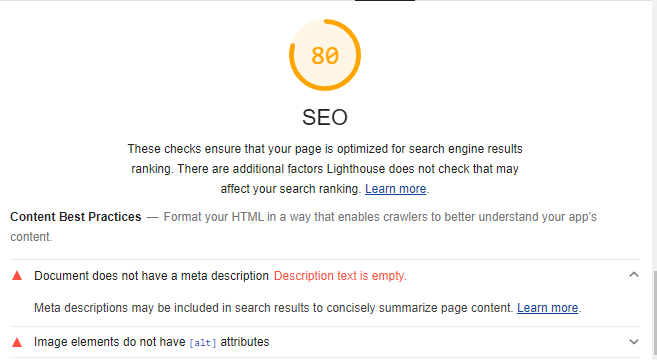 80
SEO
These checks ensure that your page is optimized for search engine results
ranking. There are additional factors Lighthouse does not check that may
affect your search ranking. Learn more.
Content Best Practices — Format your HTML in a way that enables crawlers to better understand your app's
content.
Document does not have a meta description Description text is empty.
Meta descriptions may be included in search results to concisely summarize page content. Learn more.
Image elements do not have [alt] attributes